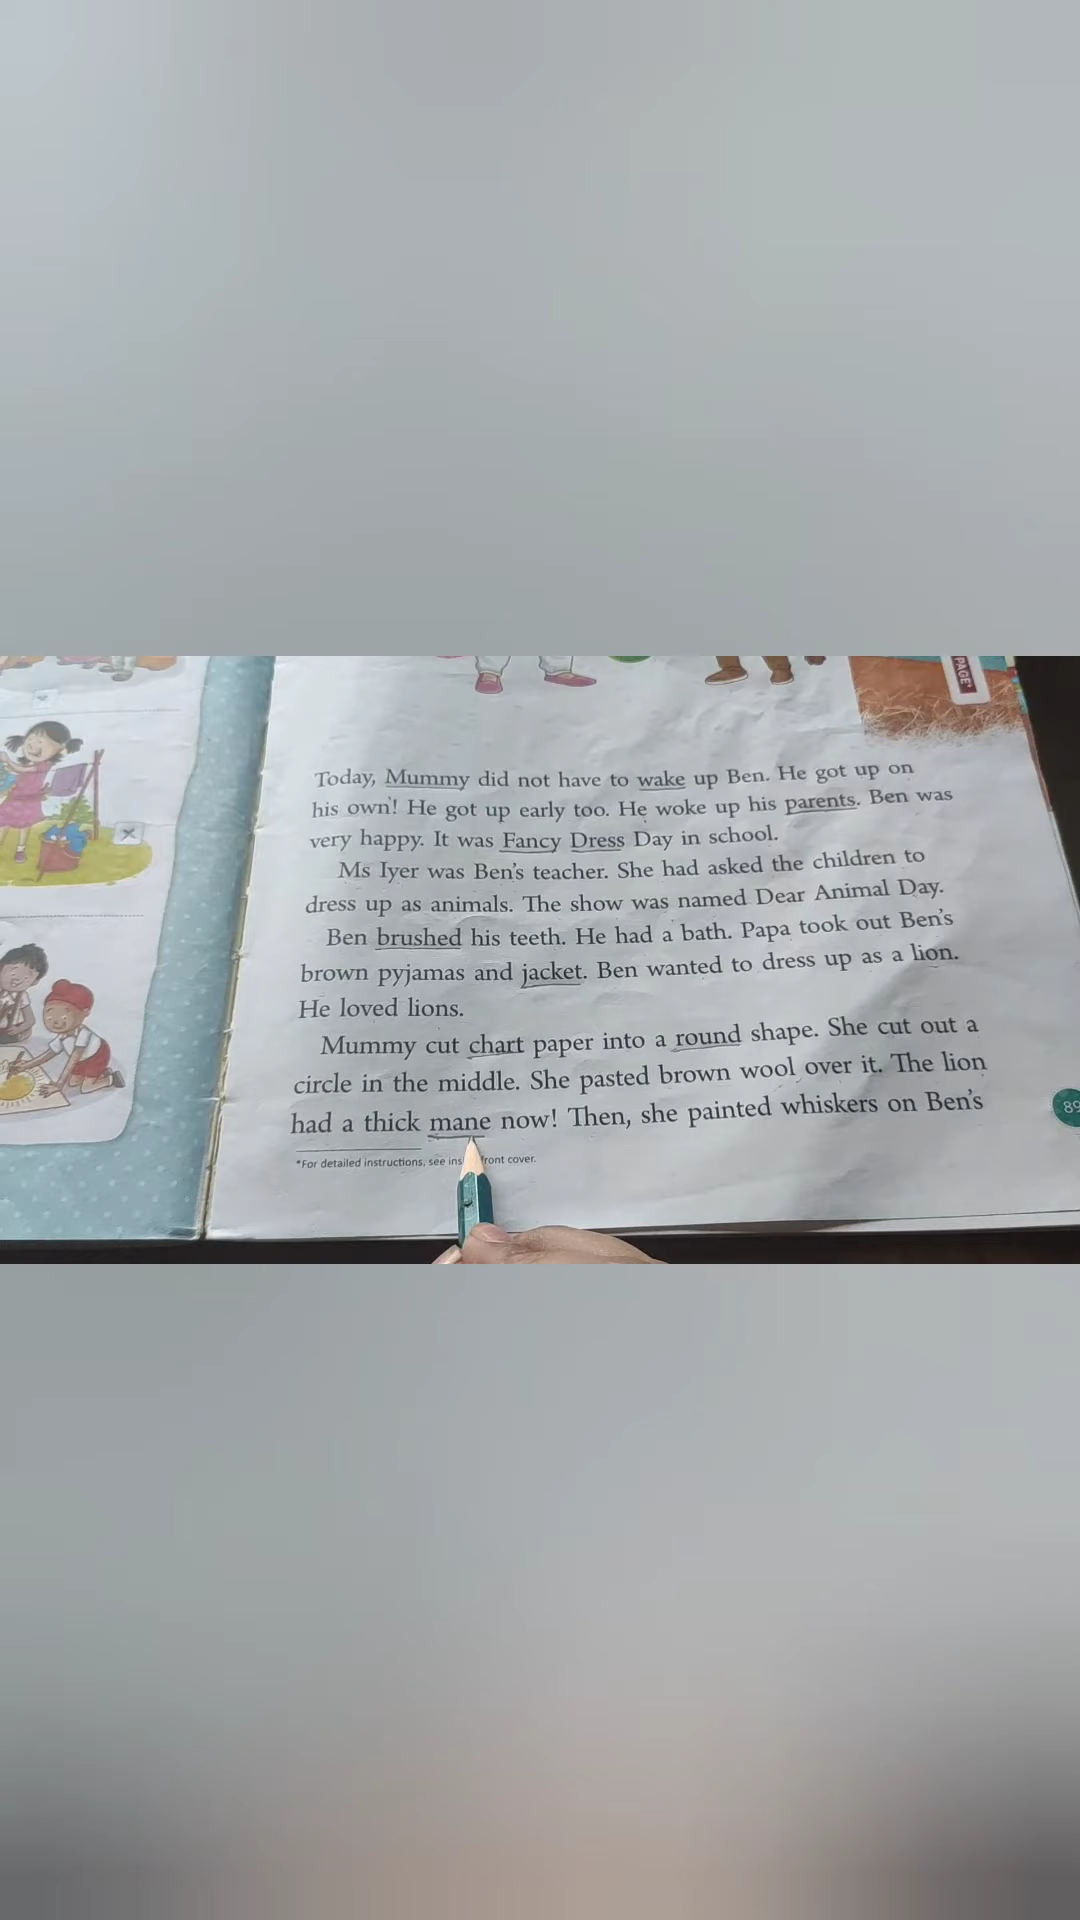 PAGE*
Today, Mummy did not have to wake up Ben. He got up on
his own! He got up early too. He woke up his parents. Ben was
very happy. It was Fancy Dress Day in school.
Ms Iyer was Ben's teacher. She had asked the children to
dress up as animals. The show was named Dear Animal Day.
Ben brushed his teeth. He had a bath. Papa took out Ben's
brown pyjamas and jacket. Ben wanted to dress up as a lion.
He loved lions.
Mummy cut chart paper into a round shape. She cut out a
circle in the middle. She pasted brown wool over it. The lion
had a thick mane now! Then, she painted whiskers on Ben's
*For detailed instructions, see front cover.
89